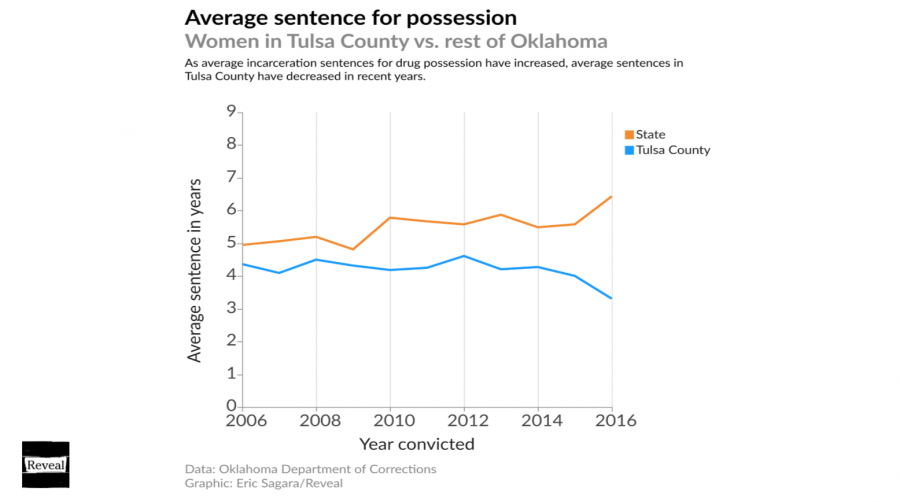 Average sentence for possession
Women in Tulsa County vs. rest of Oklahoma
As average incarceration sentences for drug possession have increased, average sentences in
Tulsa County have decreased in recent years.
State
Tulsa County
Average sentence in years
9
8
7
6
5
4
3
2
1
0
2006 2008 2010 2012 2014 2016
Year convicted
Reveal
Data: Oklahoma Department of Corrections
Graphic: Eric Sagara/Reveal